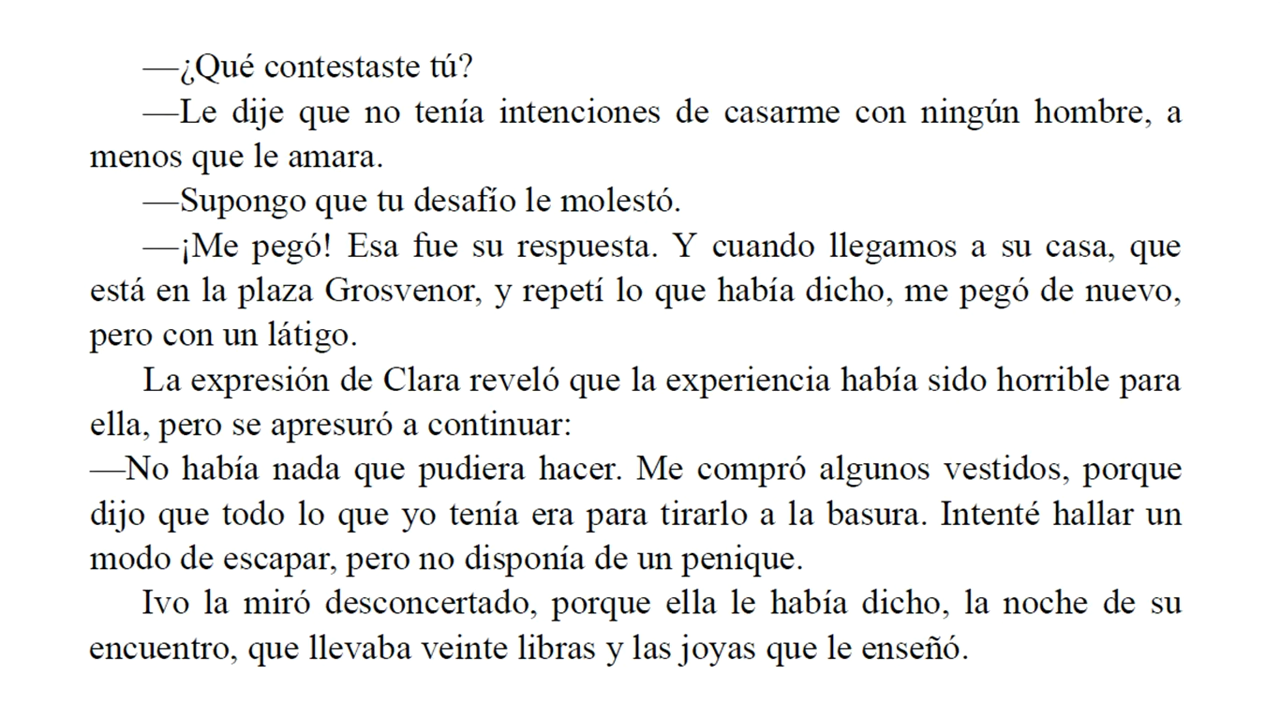 —¿Qué contestaste tú?
—Le dije que no tenía intenciones de casarme con ningún hombre, a
menos que le amara.
—Supongo que tu desafío le molestó.
—¡Me pegó! Esa fue su respuesta. Y cuando llegamos a su casa, que
está en la plaza Grosvenor, y repetí lo que había dicho, me pegó de nuevo,
pero con un látigo.
La expresión de Clara reveló que la experiencia había sido horrible para
ella, pero se apresuró a continuar:
—No había nada que pudiera hacer. Me compró algunos vestidos, porque
dijo que todo lo que yo tenía era para tirarlo a la basura. Intenté hallar un
modo de escapar, pero no disponía de un penique.
Ivo la miró desconcertado, porque ella le había dicho, la noche de su
encuentro, que llevaba veinte libras y las joyas que le enseñó.